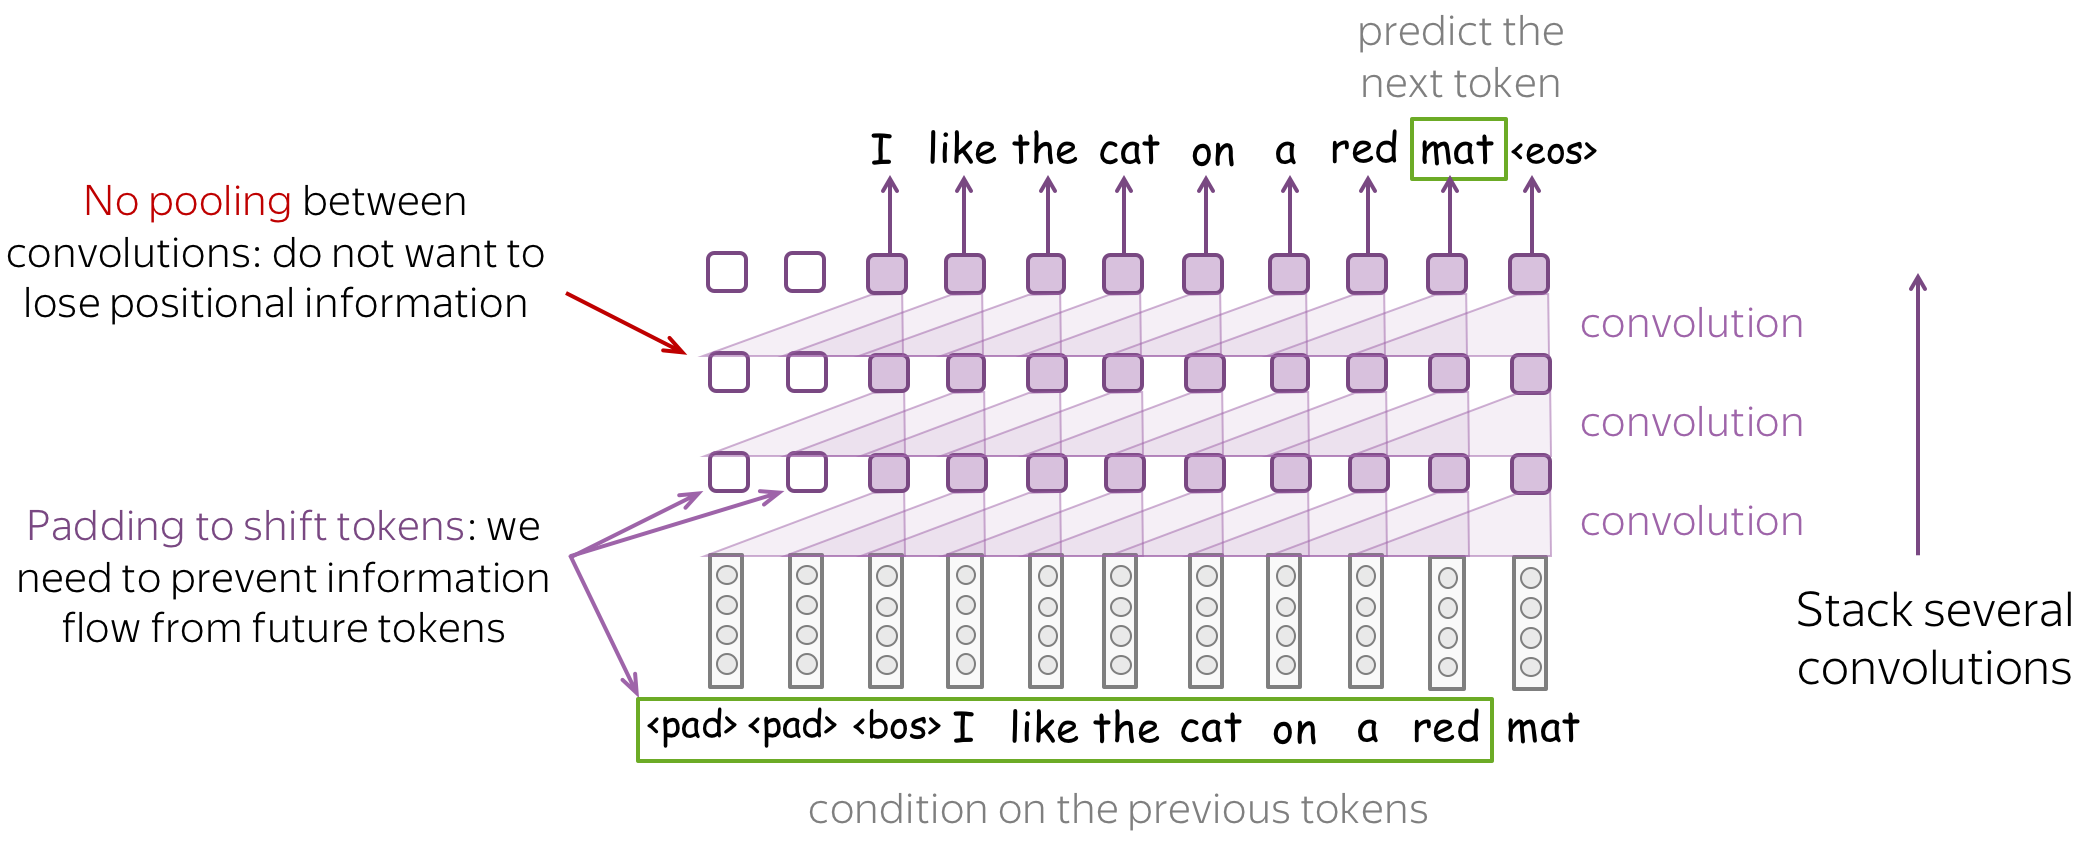 predict the
next token
I like the cat on a red mat <eos>
No pooling between
convolutions: do not want to
lose positional information
convolution
convolution
convolution
Padding to shift tokens: we
need to prevent information
flow from future tokens
Stack several
convolutions
<pad> <pad> <bos> I like the cat on a red mat
condition on the previous tokens